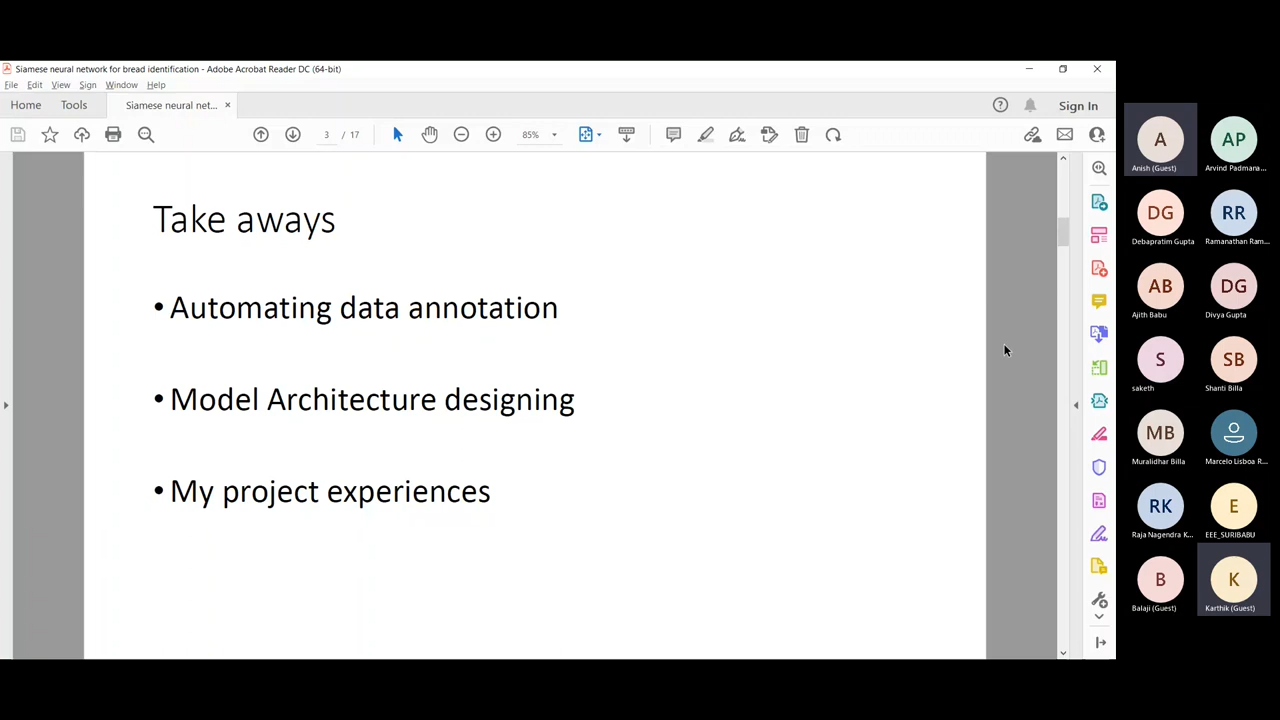 Siamese neural network for bread identification - Adobe Acrobat Reader DC (64-bit)
File Edit View Sign Window Help
Home Tools Siamese neural net... × Sign In
3 / 17 85%
Take aways
• Automating data annotation
• Model Architecture designing
• My project experiences
A AP
Anish (Guest) Arvind Padmana...
DG RR
Debapratim Gupta Ramanathan Ram...
AB DG
Ajith Babu Divya Gupta
S SB
saketh Shanti Billa
MB
Muralidhar Billa Marcelo Lisboa R...
RK E
Raja Nagendra K... EEE_SURIBABU
B K
Balaji (Guest) Karthik (Guest)